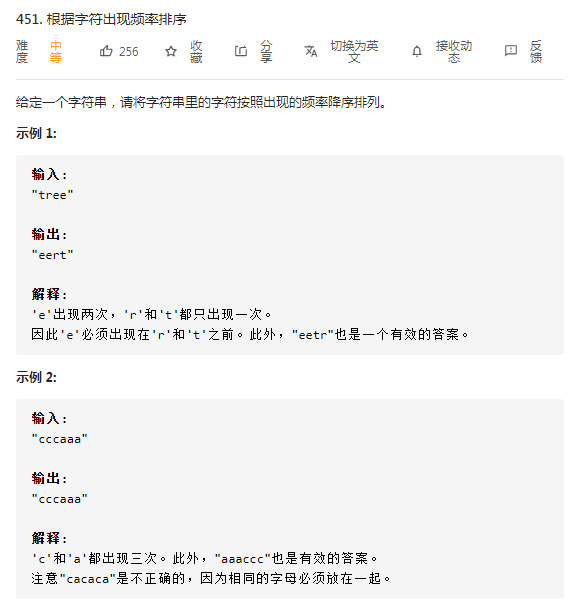 451. 根据字符出现频率排序
难度 中等 256 收藏 分享 切换为英文 接收动态 反馈
给定一个字符串，请将字符串里的字符按照出现的频率降序排列。
示例 1:
输入:
"tree"
输出:
"eert"
解释:
'e'出现两次，'r'和't'都只出现一次。
因此'e'必须出现在'r'和't'之前。此外，"eetr"也是一个有效的答案。
示例 2:
输入:
"cccaaa"
输出:
"cccaaa"
解释:
'c'和'a'都出现三次。此外，"aaaccc"也是有效的答案。
注意"cacaca"是不正确的，因为相同的字母必须放在一起。